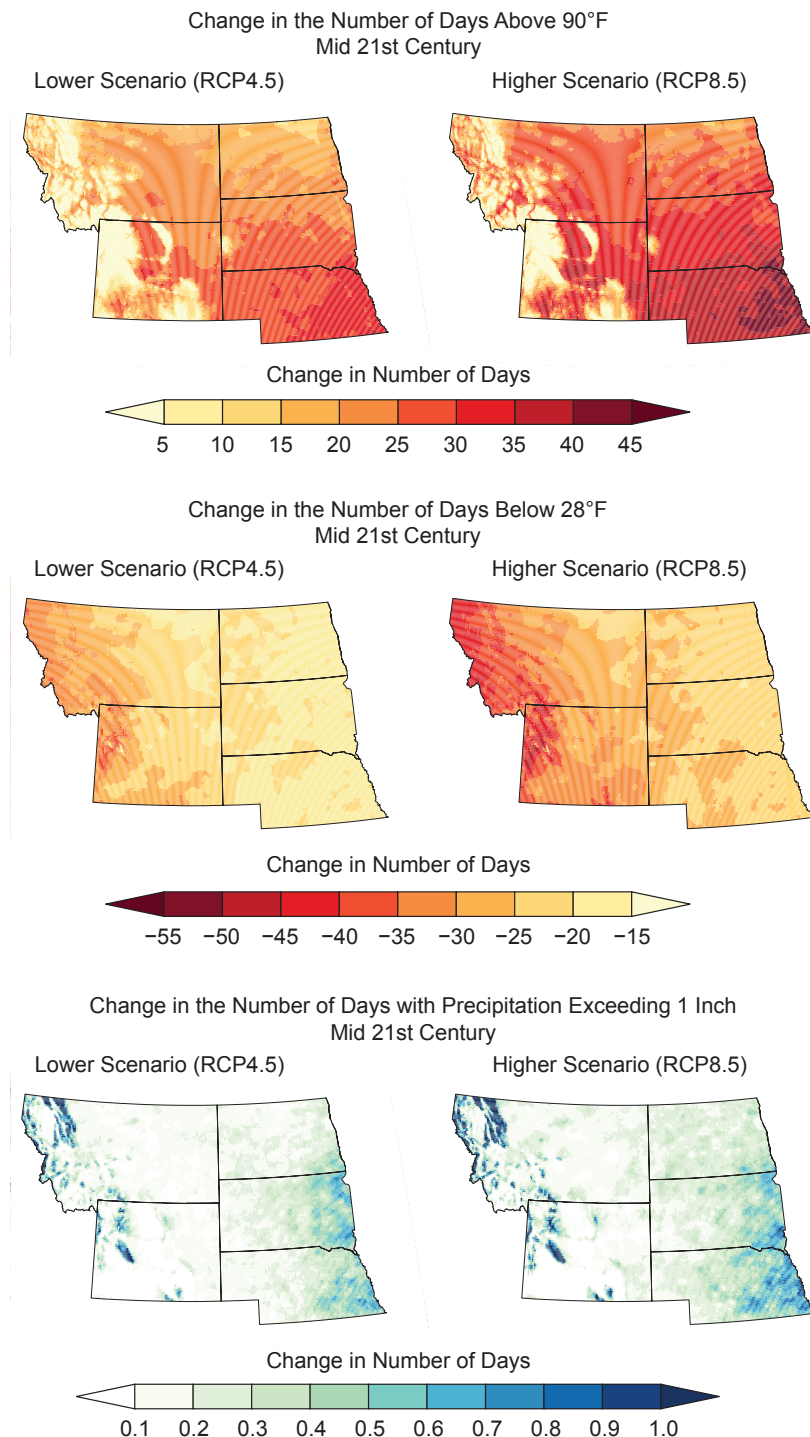 Change in the Number of Days Above 90°F
Mid 21st Century
Lower Scenario (RCP4.5)
Higher Scenario (RCP8.5)
Change in Number of Days
5 10 15 20 25 30 35 40 45
Change in the Number of Days Below 28°F
Mid 21st Century
Lower Scenario (RCP4.5)
Higher Scenario (RCP8.5)
Change in Number of Days
−55 −50 −45 −40 −35 −30 −25 −20 −15
Change in the Number of Days with Precipitation Exceeding 1 Inch
Mid 21st Century
Lower Scenario (RCP4.5)
Higher Scenario (RCP8.5)
Change in Number of Days
0.1 0.2 0.3 0.4 0.5 0.6 0.7 0.8 0.9 1.0